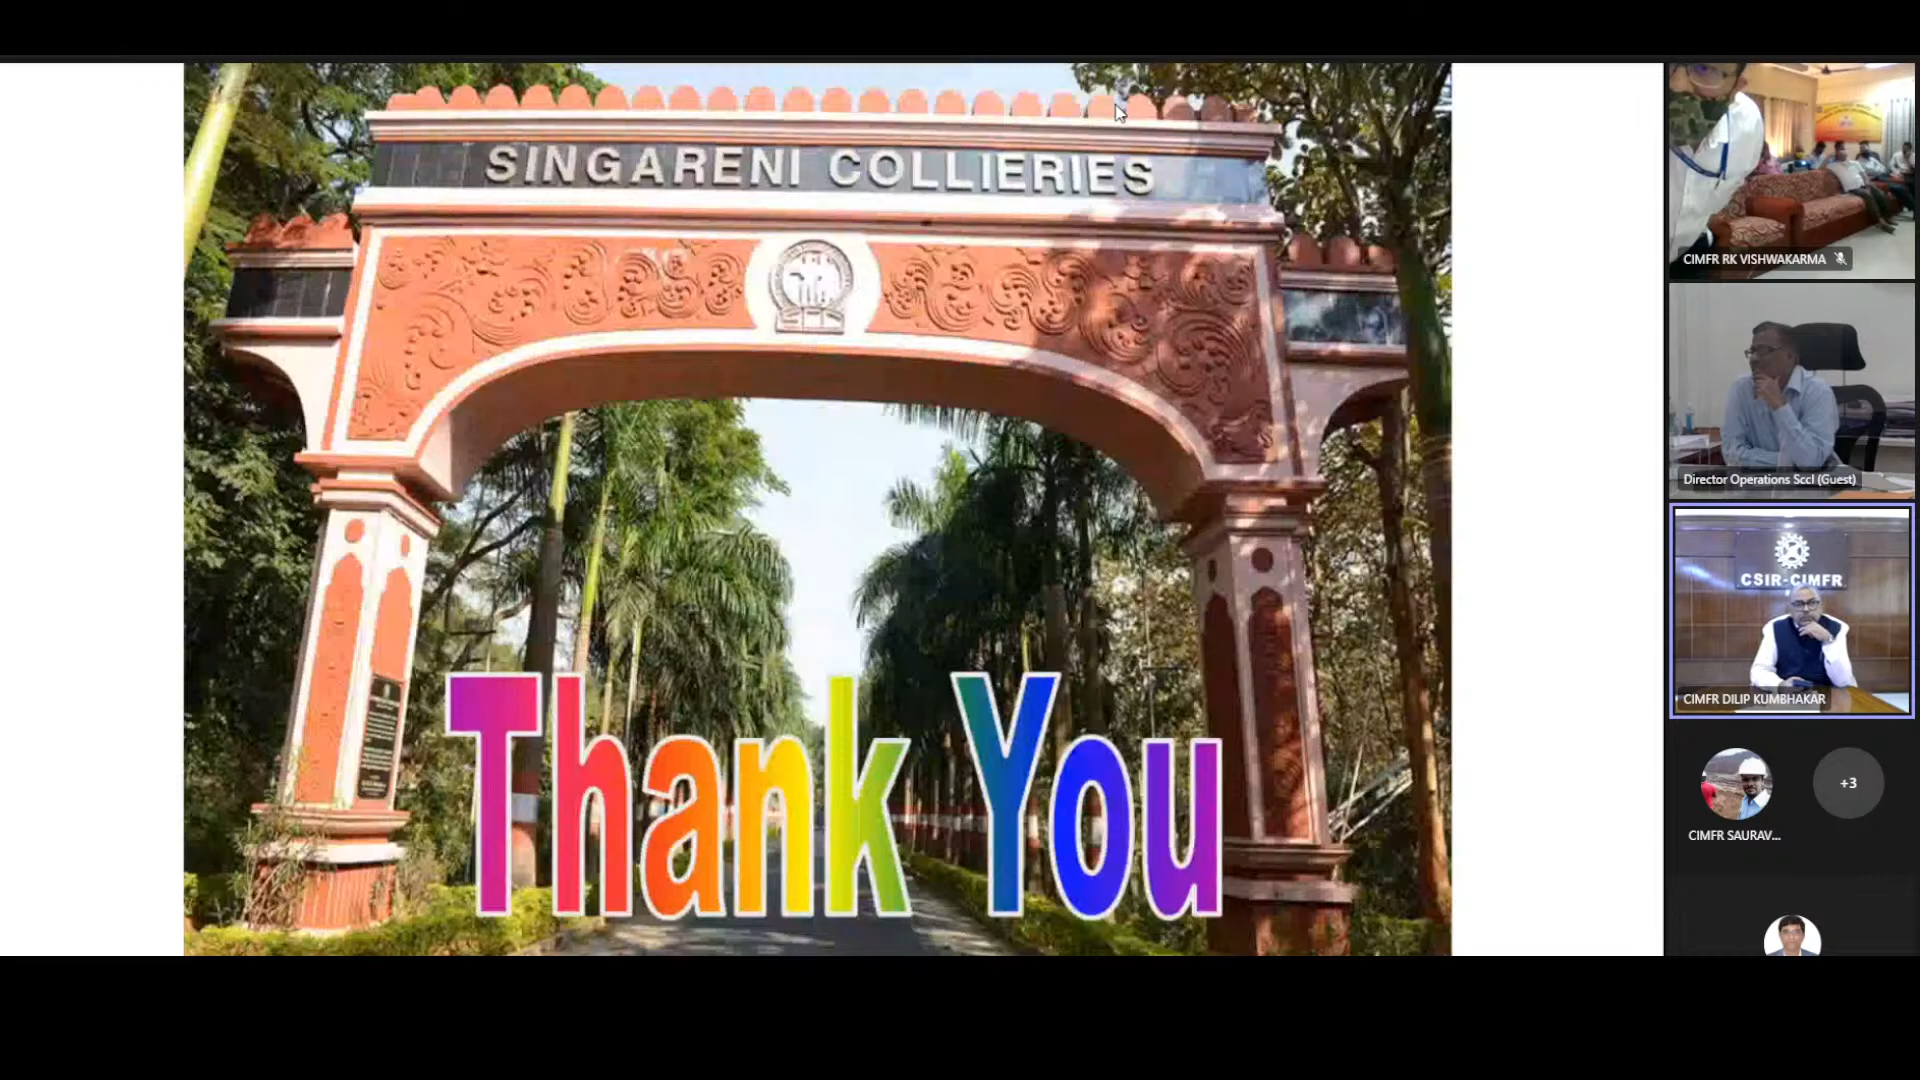 SINGARENI COLLIERIES
Thank You
CIMFR RK VISHWAKARMA
Director Operations Sccl (Guest)
CSIR-CIMFR
CIMFR DILIP KUMBHAKAR
+3
CIMFR SAURAV...